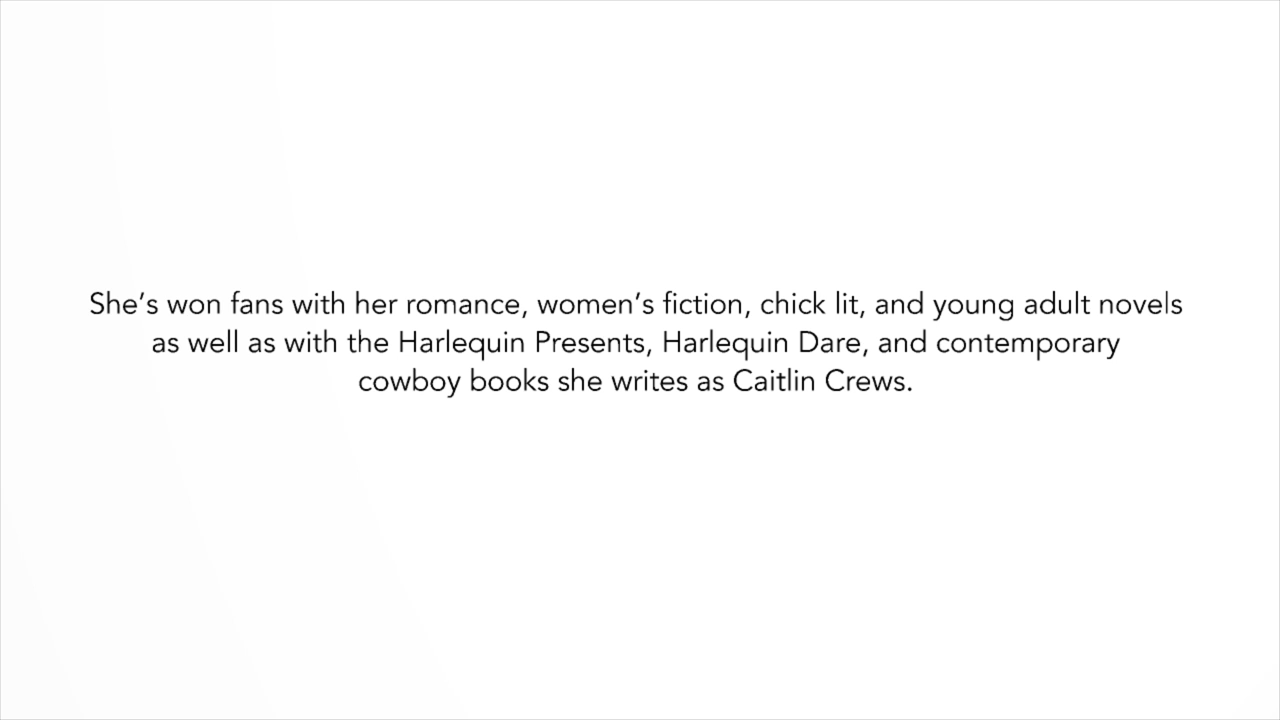 She’s won fans with her romance, women’s fiction, chick lit, and young adult novels
as well as with the Harlequin Presents, Harlequin Dare, and contemporary
cowboy books she writes as Caitlin Crews.